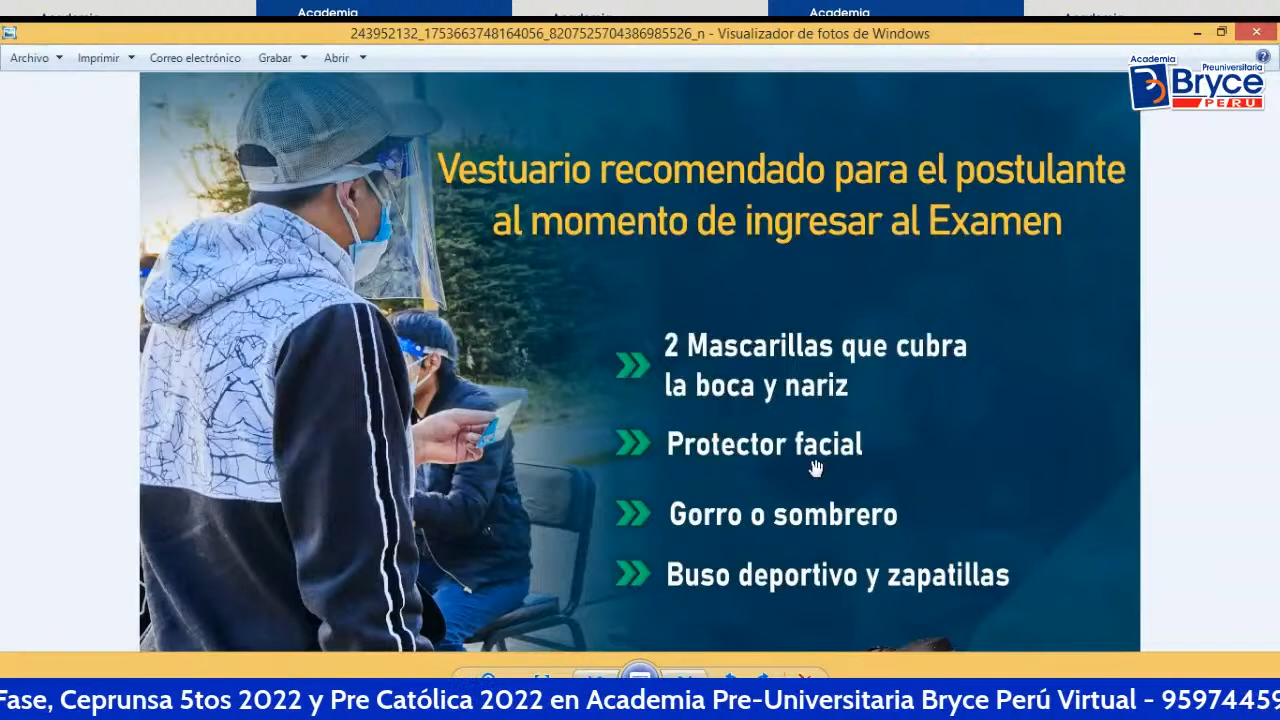 Academia
Academia
Academia
Academia
Academia
243952132_1753663748164056_8207525704386985526_n - Visualizador de fotos de Windows
Archivo Imprimir Correo electrónico Grabar Abrir
Academia
Preuniversitaria
Bryce
PERU
Vestuario recomendado para el postulante
al momento de ingresar al Examen
2 Mascarillas que cubra
la boca y nariz
Protector facial
Gorro o sombrero
Buso deportivo y zapatillas
Fase, Ceprunsa 5tos 2022 y Pre Católica 2022 en Academia Pre-Universitaria Bryce Perú Virtual - 95974459